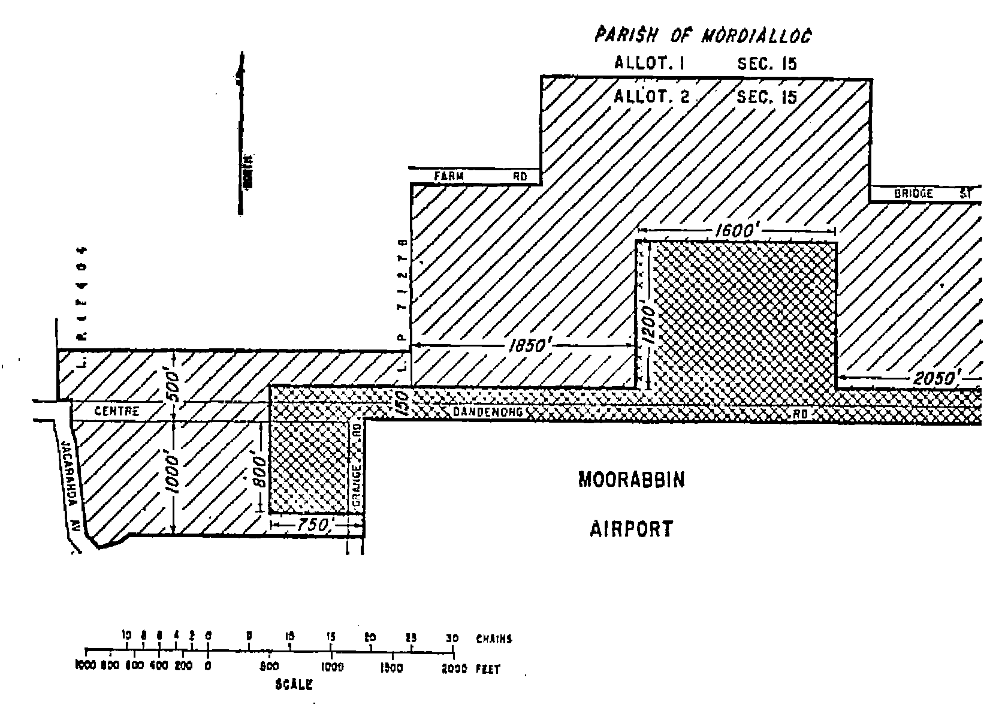 PARISH OF MORDIALLOC
ALLOT. 1 SEC. 15
ALLOT. 2 SEC. 15
NORTH
FARM RD
BRIDGE ST
1600'
L. P. 71278
1200'
1850'
2050'
500'
150
CENTRE DANDENONG RD
JACARANDA AV
1000'
800'
GRANGE RD
750'
MOORABBIN
AIRPORT
10 8 6 4 2 0 10 15 20 25 30 CHAINS
1000 800 600 400 200 0 500 1000 1500 2000 FEET
SCALE